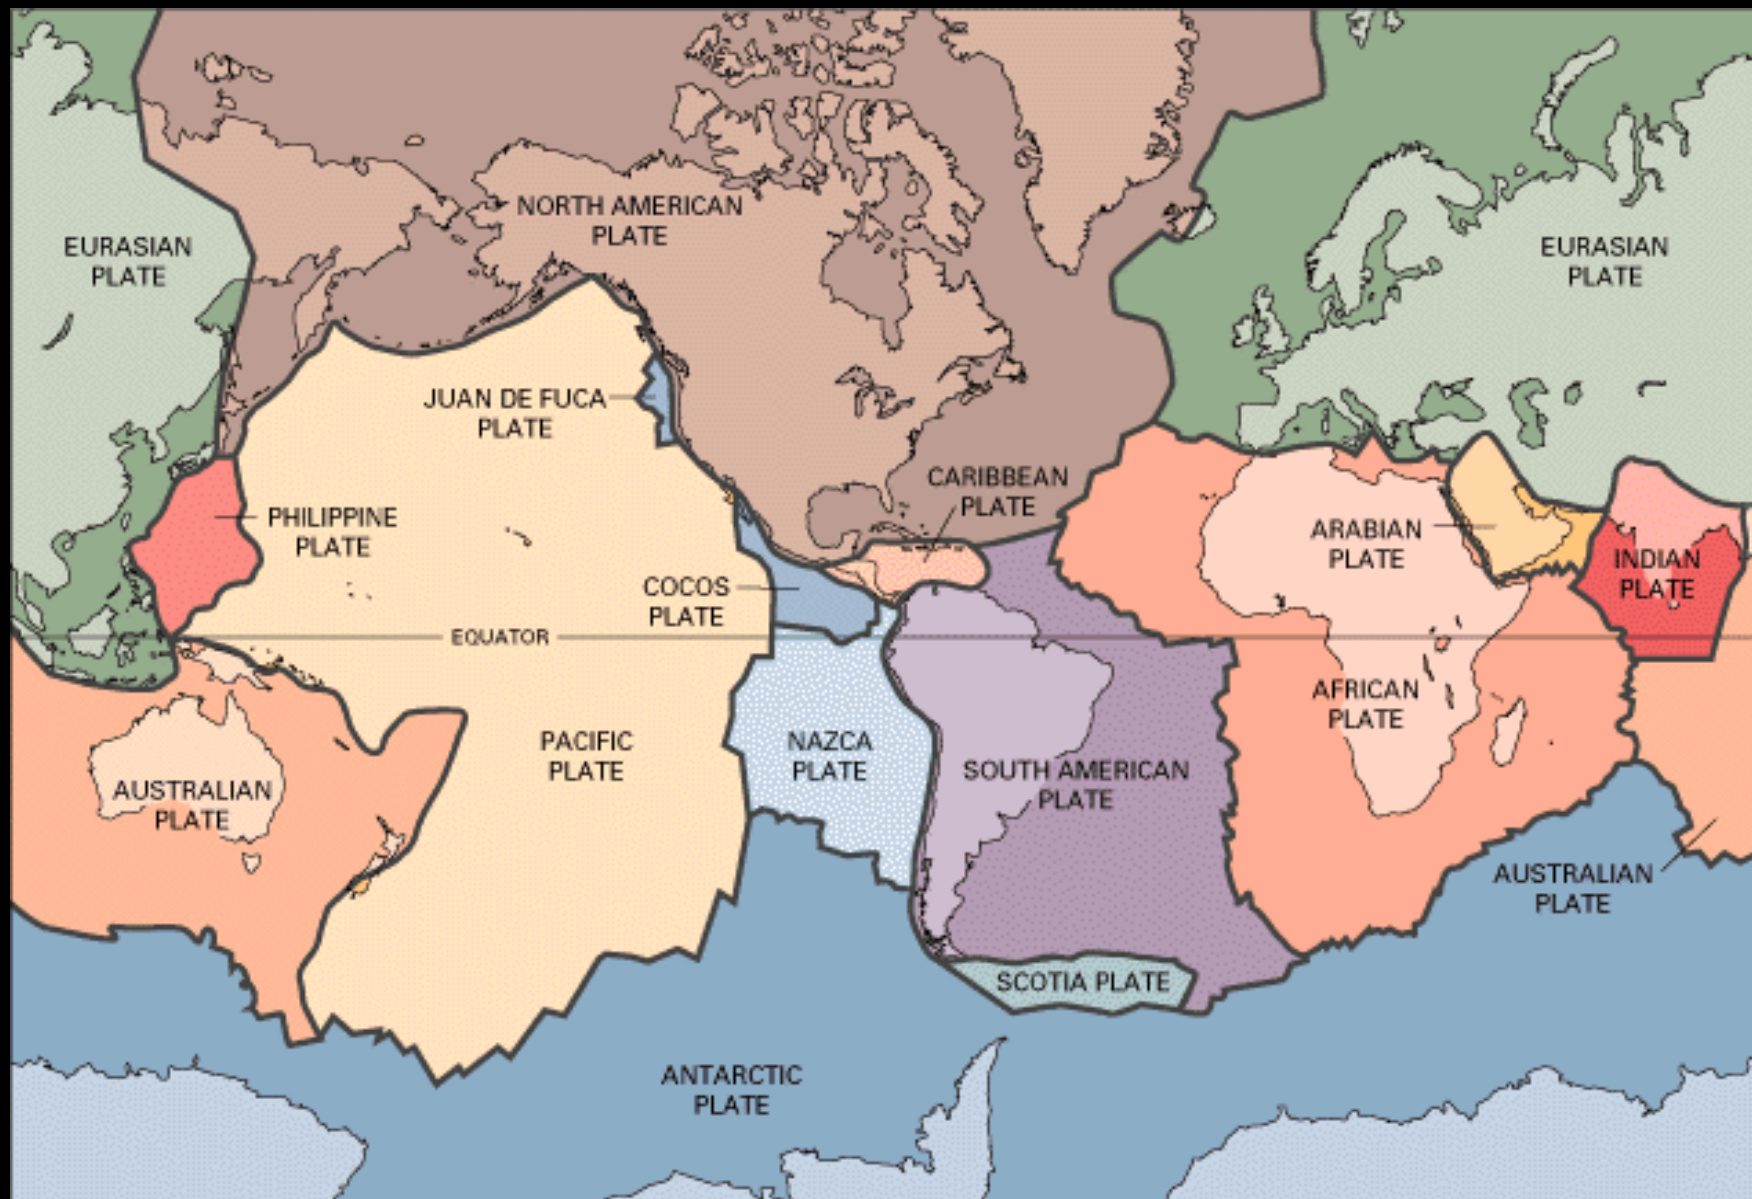 NORTH AMERICAN
PLATE
EURASIAN
PLATE
EURASIAN
PLATE
JUAN DE FUCA
PLATE
CARIBBEAN
PLATE
PHILIPPINE
PLATE
ARABIAN
PLATE
INDIAN
PLATE
COCOS
PLATE
EQUATOR
AFRICAN
PLATE
PACIFIC
PLATE
NAZCA
PLATE
SOUTH AMERICAN
PLATE
AUSTRALIAN
PLATE
AUSTRALIAN
PLATE
SCOTIA PLATE
ANTARCTIC
PLATE